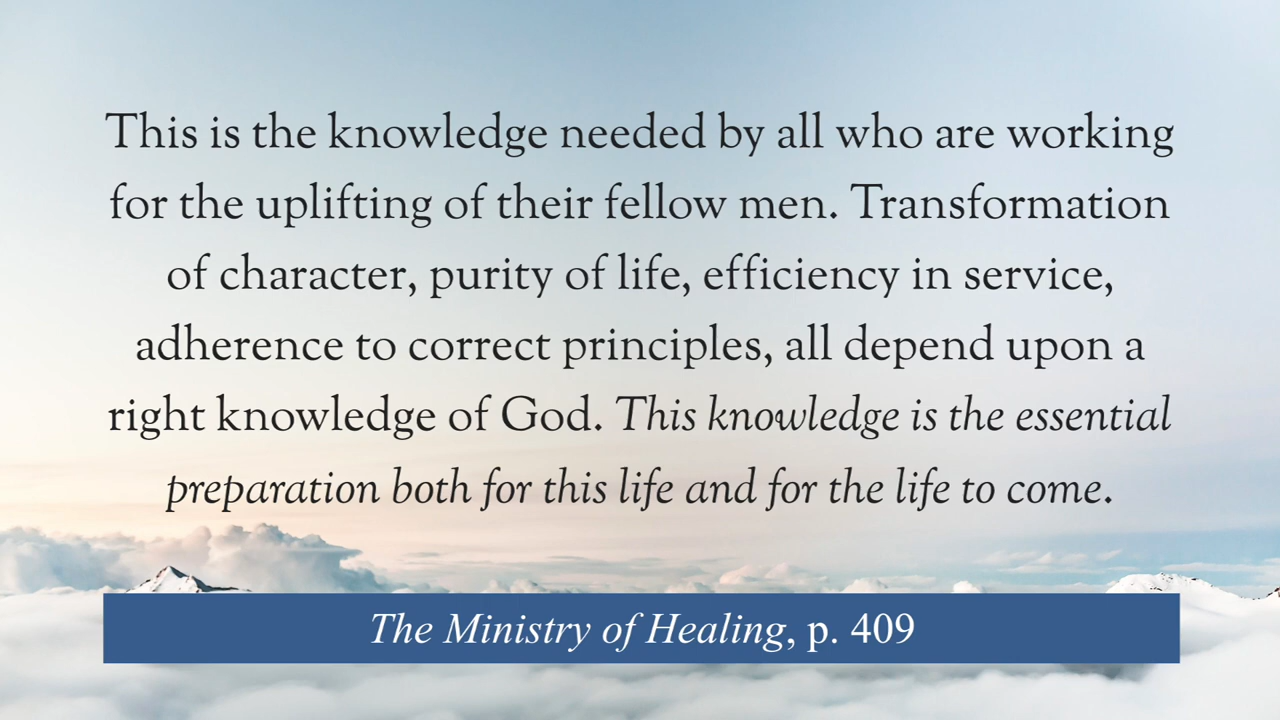 This is the knowledge needed by all who are working
for the uplifting of their fellow men. Transformation
of character, purity of life, efficiency in service,
adherence to correct principles, all depend upon a
right knowledge of God. This knowledge is the essential
preparation both for this life and for the life to come.
The Ministry of Healing, p. 409